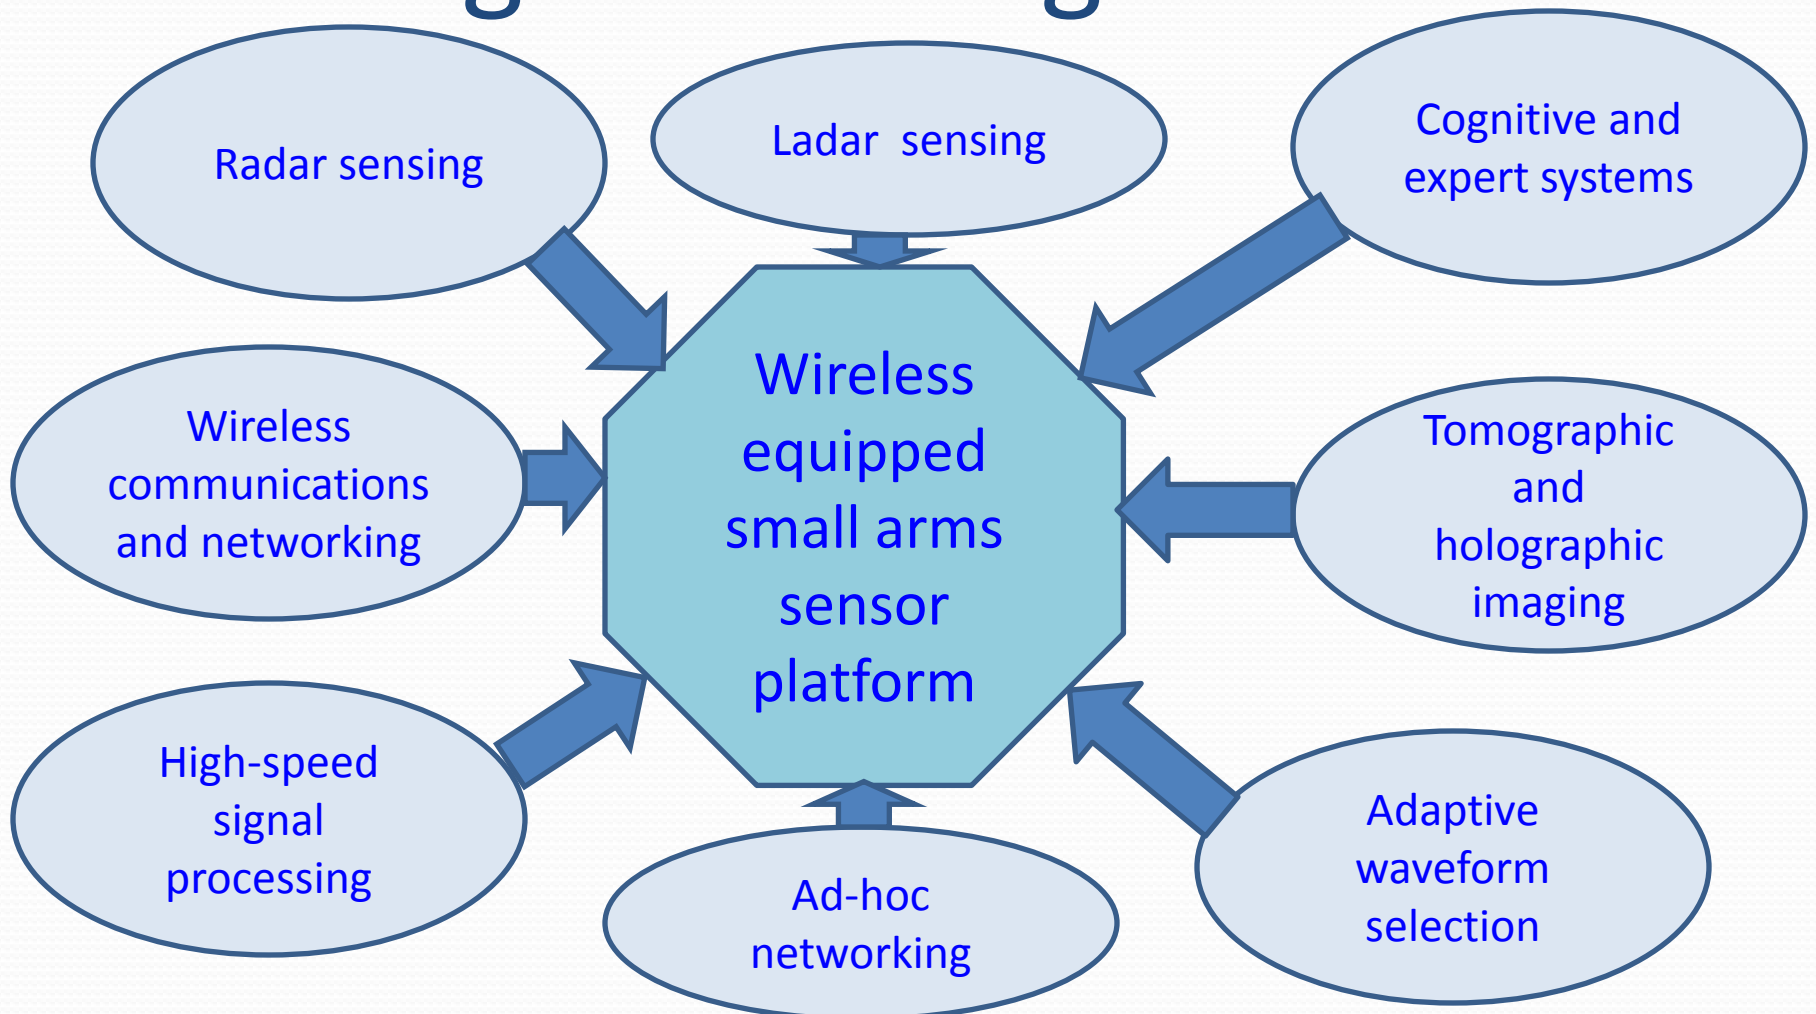 Radar sensing
Ladar sensing
Cognitive and
expert systems
Wireless
communications
and networking
Wireless
equipped
small arms
sensor
platform
Tomographic
and
holographic
imaging
High-speed
signal
processing
Ad-hoc
networking
Adaptive
waveform
selection